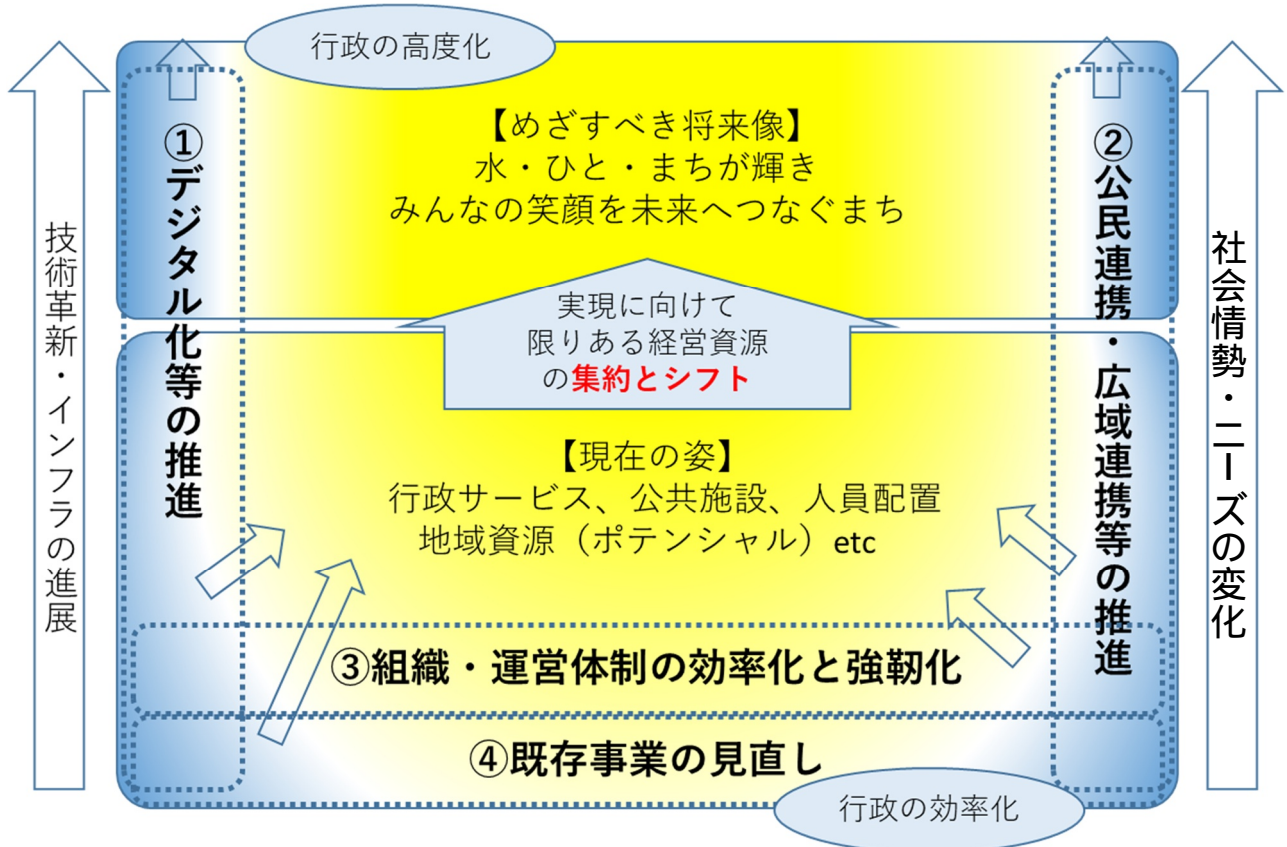 行政の高度化
【めざすべき将来像】
水・ひと・まちが輝き
みんなの笑顔を未来へつなぐまち
①デジタル化等の推進
②公民連携・広域連携等の推進
技術革新・インフラの進展
社会情勢・ニーズの変化
実現に向けて
限りある経営資源
の集約とシフト
【現在の姿】
行政サービス、公共施設、人員配置
地域資源（ポテンシャル）etc
③組織・運営体制の効率化と強靭化
④既存事業の見直し
行政の効率化